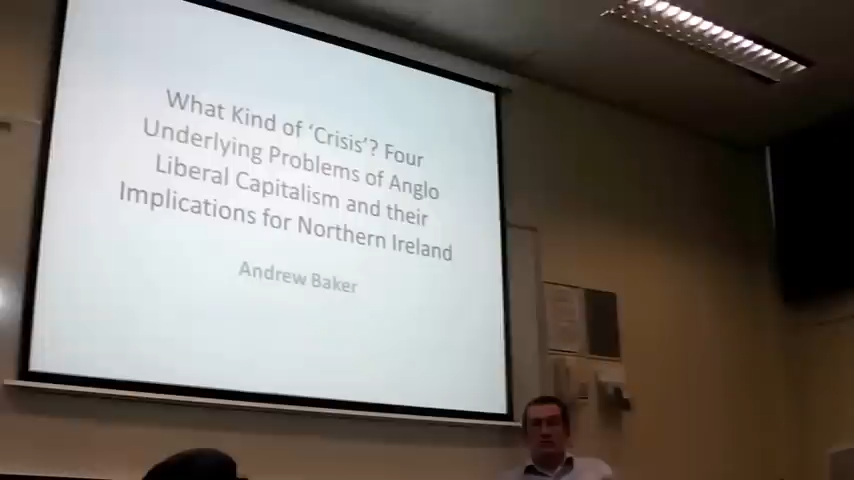 What Kind of ‘Crisis’? Four
Underlying Problems of Anglo
Liberal Capitalism and their
Implications for Northern Ireland
Andrew Baker